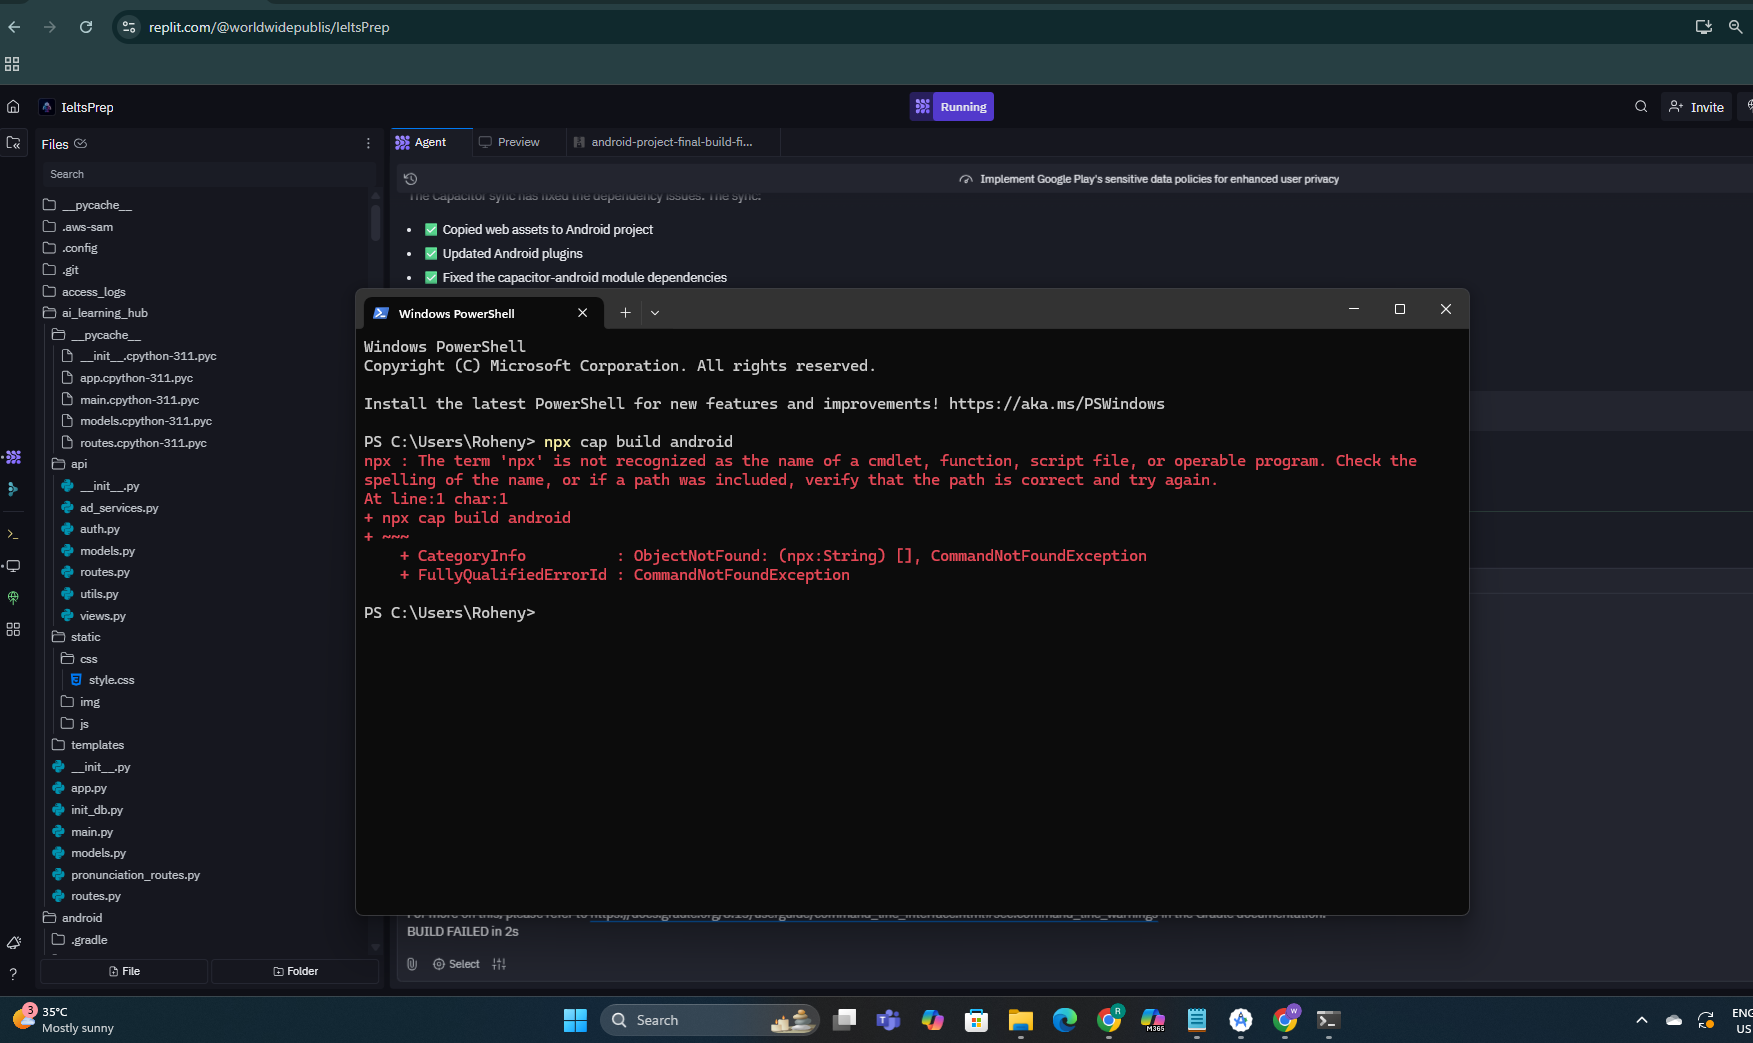 replit.com/@worldwidepublis/IeltsPrep
IeltsPrep
Running
Invite
Files
Agent
Preview
android-project-final-build-fi...
Search
Implement Google Play's sensitive data policies for enhanced user privacy
The Capacitor sync has fixed the dependency issues. The sync:
Copied web assets to Android project
Updated Android plugins
Fixed the capacitor-android module dependencies
__pycache__
.aws-sam
.config
.git
access_logs
ai_learning_hub
__pycache__
__init__.cpython-311.pyc
app.cpython-311.pyc
main.cpython-311.pyc
models.cpython-311.pyc
routes.cpython-311.pyc
api
__init__.py
ad_services.py
auth.py
models.py
routes.py
utils.py
views.py
static
css
style.css
img
js
templates
__init__.py
app.py
init_db.py
main.py
models.py
pronunciation_routes.py
routes.py
android
.gradle
File
Folder
Windows PowerShell
Windows PowerShell
Copyright (C) Microsoft Corporation. All rights reserved.
Install the latest PowerShell for new features and improvements! https://aka.ms/PSWindows
PS C:\Users\Roheny> npx cap build android
npx : The term 'npx' is not recognized as the name of a cmdlet, function, script file, or operable program. Check the
spelling of the name, or if a path was included, verify that the path is correct and try again.
At line:1 char:1
+ npx cap build android
+ ~~~
+ CategoryInfo : ObjectNotFound: (npx:String) [], CommandNotFoundException
+ FullyQualifiedErrorId : CommandNotFoundException
PS C:\Users\Roheny>
BUILD FAILED in 2s
Select
3
35°C
Mostly sunny
Search
R
M365
W
ENG
US